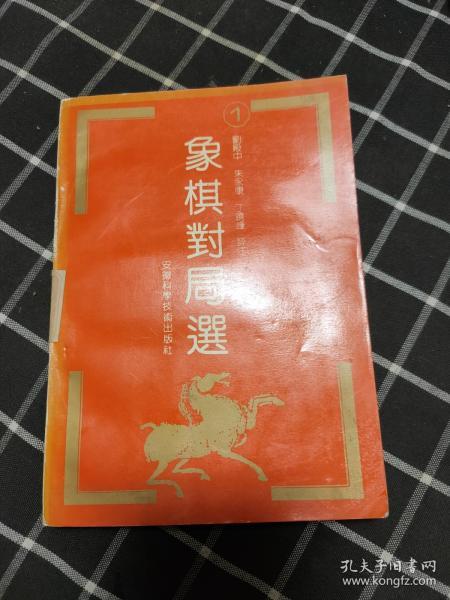 1
劉殿中 朱永康 丁曉峰
象棋對局選
安徽科學技術出版社
孔夫子旧书网
www.kongfz.com